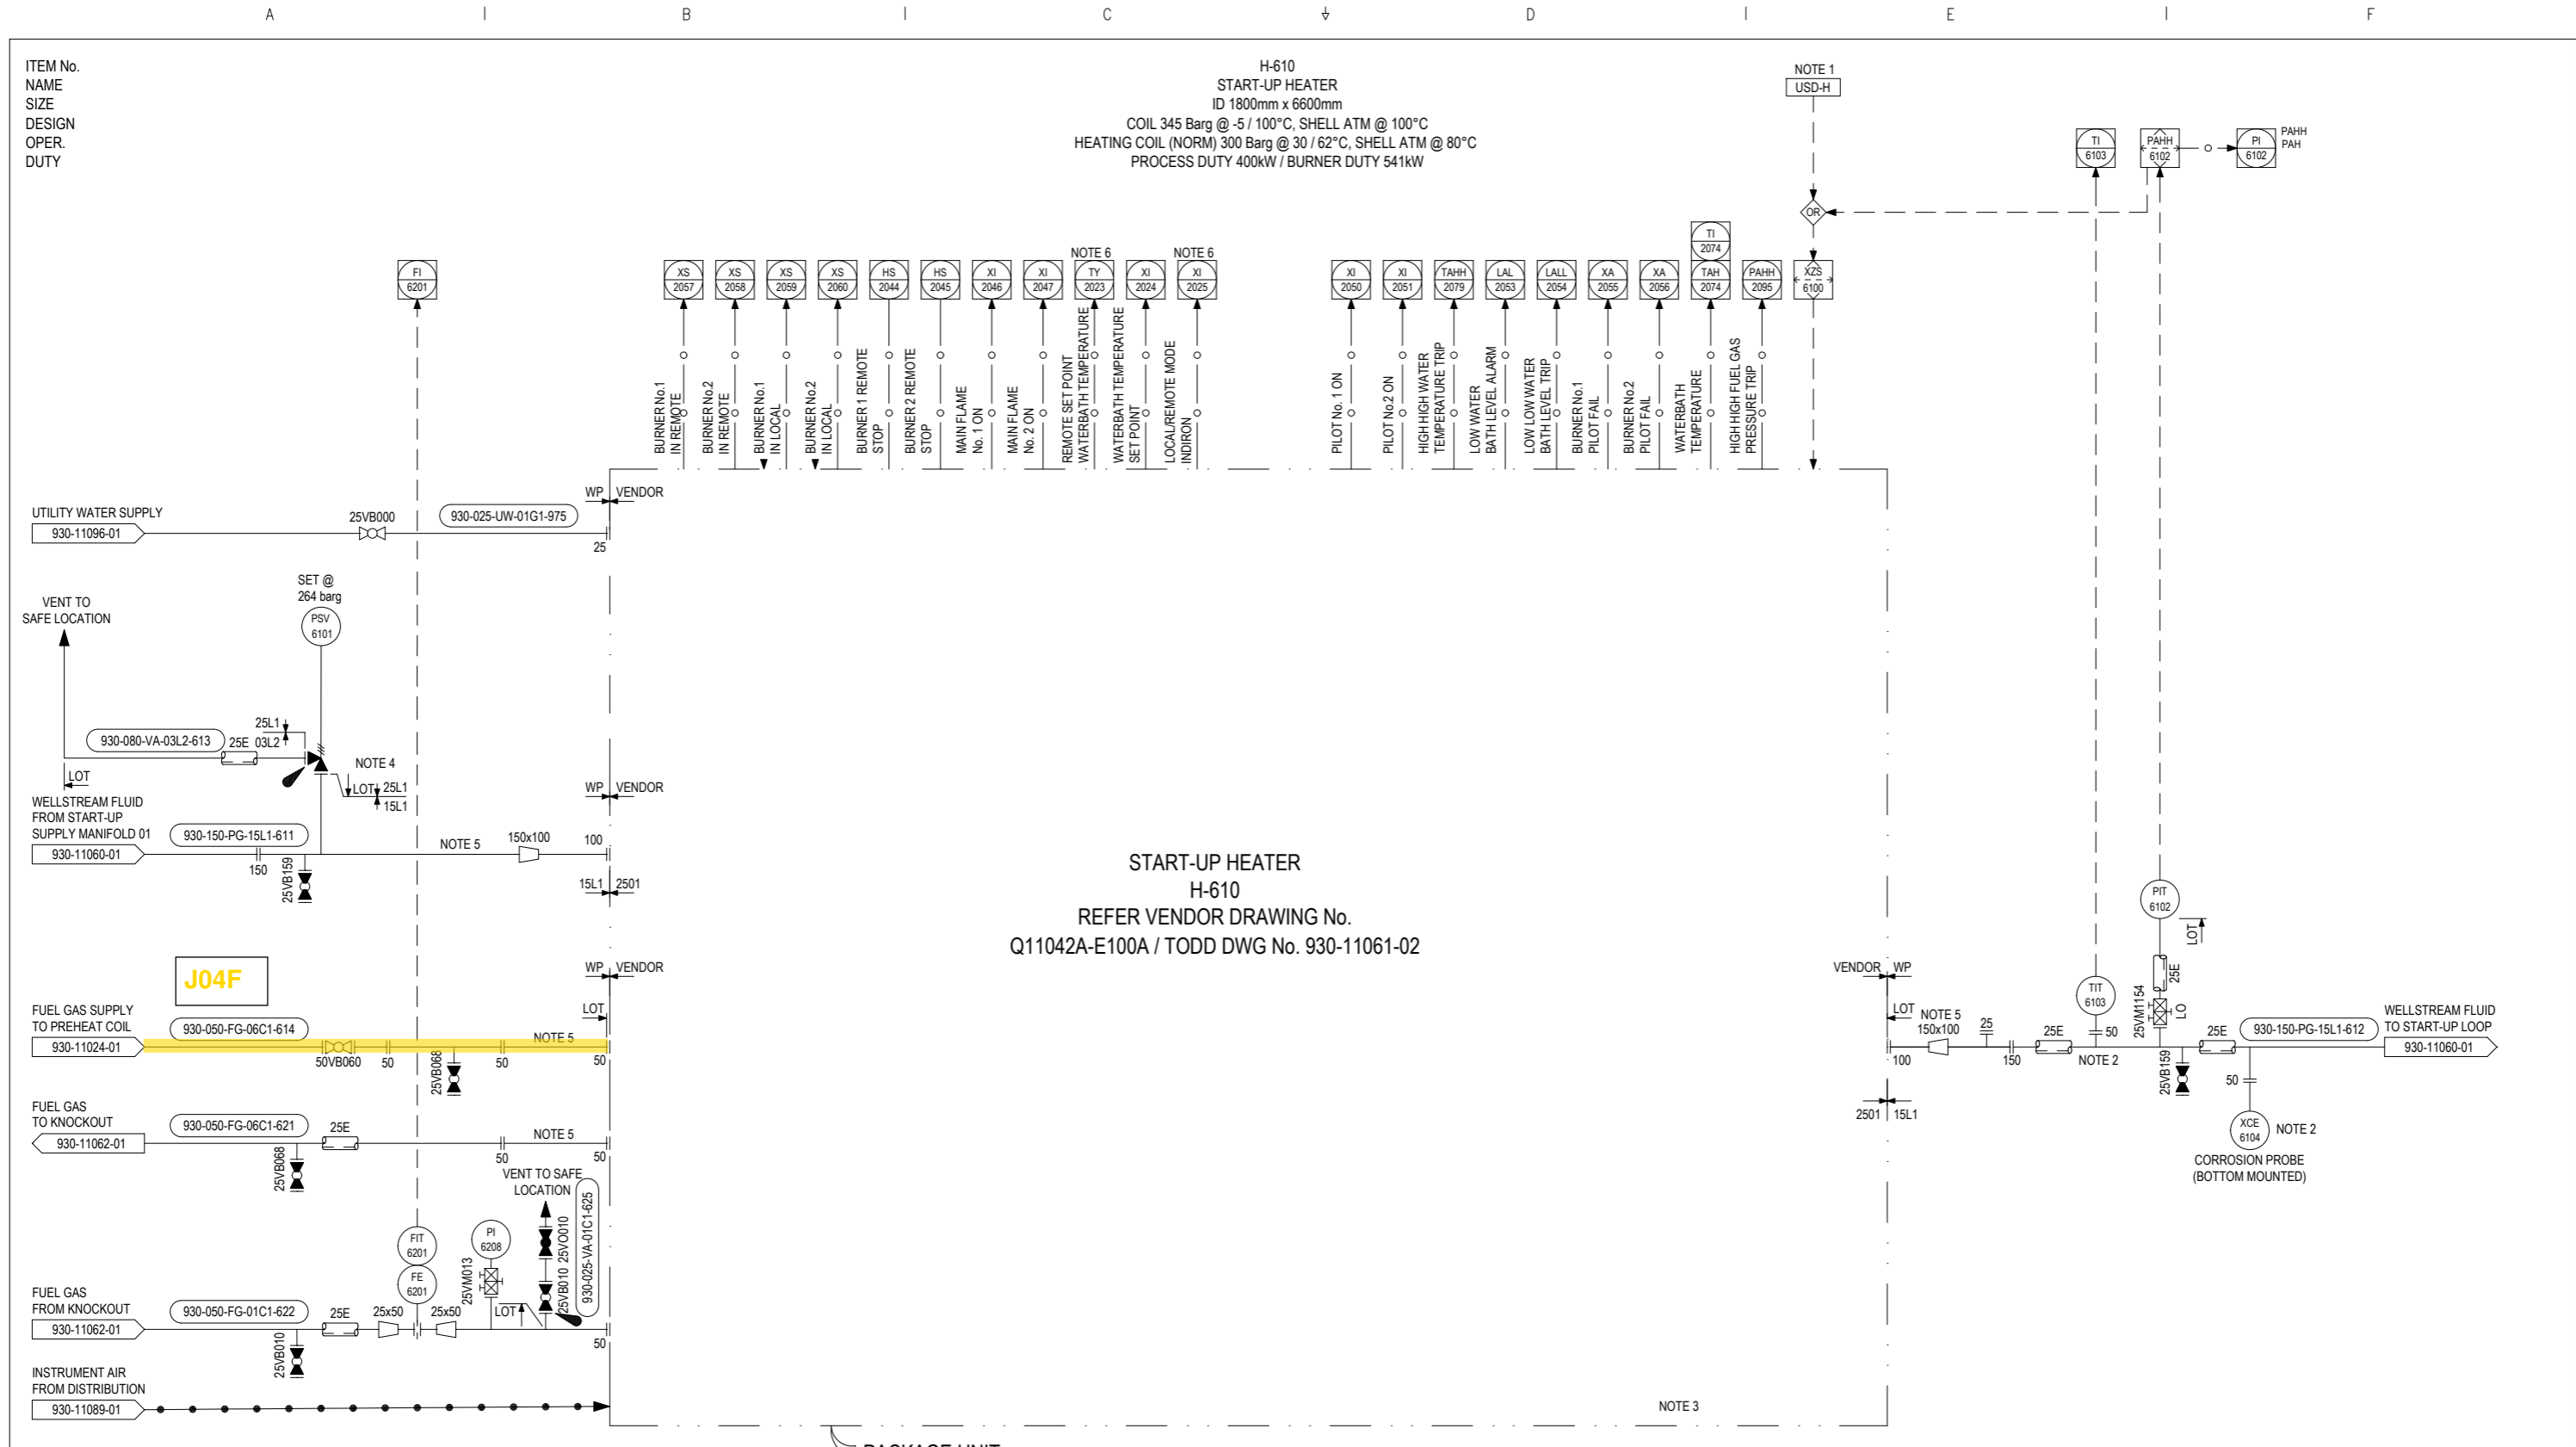 A B C D E F
ITEM No.
NAME
SIZE
DESIGN
OPER.
DUTY
H-610
START-UP HEATER
ID 1800mm x 6600mm
COIL 345 Barg @ -5 / 100°C, SHELL ATM @ 100°C
HEATING COIL (NORM) 300 Barg @ 30 / 62°C, SHELL ATM @ 80°C
PROCESS DUTY 400kW / BURNER DUTY 541kW
NOTE 1
USD-H
TI
6103
PAHH
6102
PI
6102
PAHH
PAH
OR
FI
6201
XS
2057
XS
2058
XS
2059
XS
2060
HS
2044
HS
2045
XI
2046
XI
2047
NOTE 6
TY
2023
XI
2024
NOTE 6
XI
2025
XI
2050
XI
2051
TAHH
2079
LAL
2053
LALL
2054
XA
2055
XA
2056
TI
2074
TAH
2074
PAHH
2095
XZS
6100
BURNER No.1
IN REMOTE
BURNER No.2
IN REMOTE
BURNER No.1
IN LOCAL
BURNER No.2
IN LOCAL
BURNER 1 REMOTE
STOP
BURNER 2 REMOTE
STOP
MAIN FLAME
No. 1 ON
MAIN FLAME
No. 2 ON
REMOTE SET POINT
WATERBATH TEMPERATURE
WATERBATH TEMPERATURE
SET POINT
LOCAL/REMOTE MODE
INDIRON
PILOT No. 1 ON
PILOT No.2 ON
HIGH HIGH WATER
TEMPERATURE TRIP
LOW WATER
BATH LEVEL ALARM
LOW LOW WATER
BATH LEVEL TRIP
BURNER No.1
PILOT FAIL
BURNER No.2
PILOT FAIL
WATERBATH
TEMPERATURE
HIGH HIGH FUEL GAS
PRESSURE TRIP
WP VENDOR
UTILITY WATER SUPPLY
930-11096-01
25VB000
930-025-UW-01G1-975
25
SET @
264 barg
PSV
6101
VENT TO
SAFE LOCATION
930-080-VA-03L2-613
25L1
25E 03L2
NOTE 4
LOT
LOT 25L1
15L1
WP VENDOR
WELLSTREAM FLUID
FROM START-UP
SUPPLY MANIFOLD 01
930-11060-01
930-150-PG-15L1-611
150
25VB159
NOTE 5
150x100
100
15L1 2501
START-UP HEATER
H-610
REFER VENDOR DRAWING No.
Q11042A-E100A / TODD DWG No. 930-11061-02
J04F
WP VENDOR
LOT
FUEL GAS SUPPLY
TO PREHEAT COIL
930-11024-01
930-050-FG-06C1-614
50VB060
50
25VB068
50
NOTE 5
50
FUEL GAS
TO KNOCKOUT
930-11062-01
930-050-FG-06C1-621
25E
25VB068
50
NOTE 5
50
VENT TO SAFE
LOCATION
FIT
6201
FE
6201
PI
6208
25VM013
LOT
25VB010 25VO010
930-025-VA-01C1-625
FUEL GAS
FROM KNOCKOUT
930-11062-01
930-050-FG-01C1-622
25VB010
25E
25x50
25x50
50
INSTRUMENT AIR
FROM DISTRIBUTION
930-11089-01
VENDOR WP
LOT
NOTE 5
150x100
100
25
150
25E
TIT
6103
50
NOTE 2
PIT
6102
LOT
25E
25VM1154
LO
25VB159
25E
50
930-150-PG-15L1-612
WELLSTREAM FLUID
TO START-UP LOOP
930-11060-01
2501 15L1
XCE
6104
NOTE 2
CORROSION PROBE
(BOTTOM MOUNTED)
NOTE 3
PACKAGE UNIT